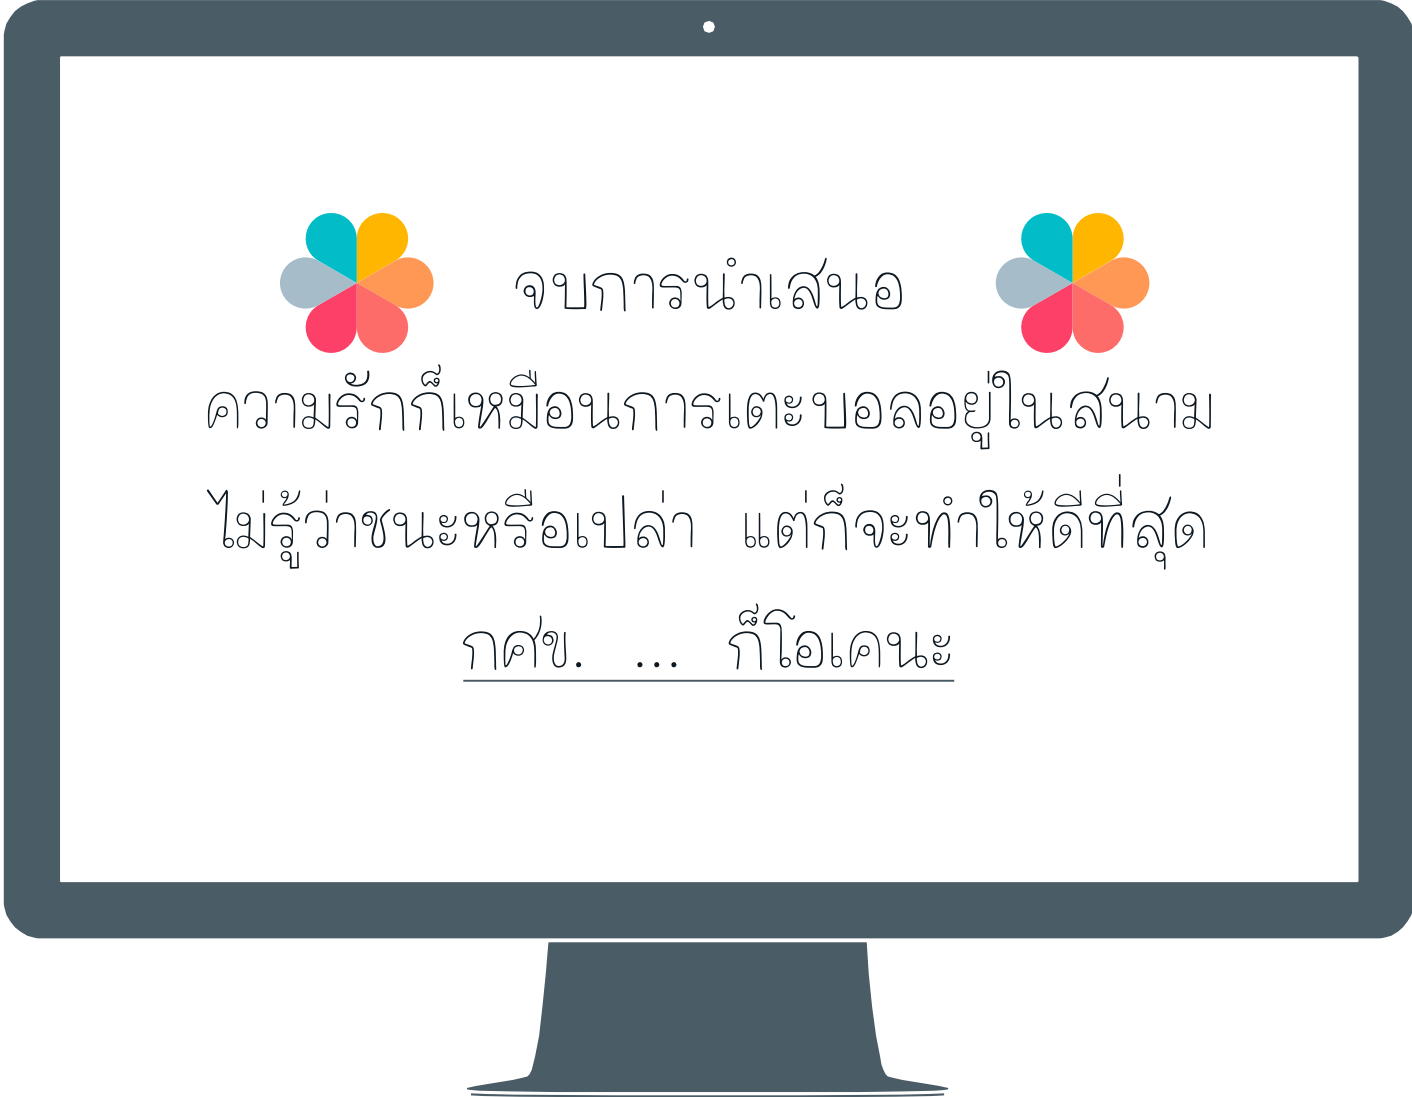 จบการนำเสนอ
ความรักก็เหมือนการเตะบอลอยู่ในสนาม
ไม่รู้ว่าชนะหรือเปล่า แต่ก็จะทำให้ดีที่สุด
กศข. ... ก็โอเคนะ